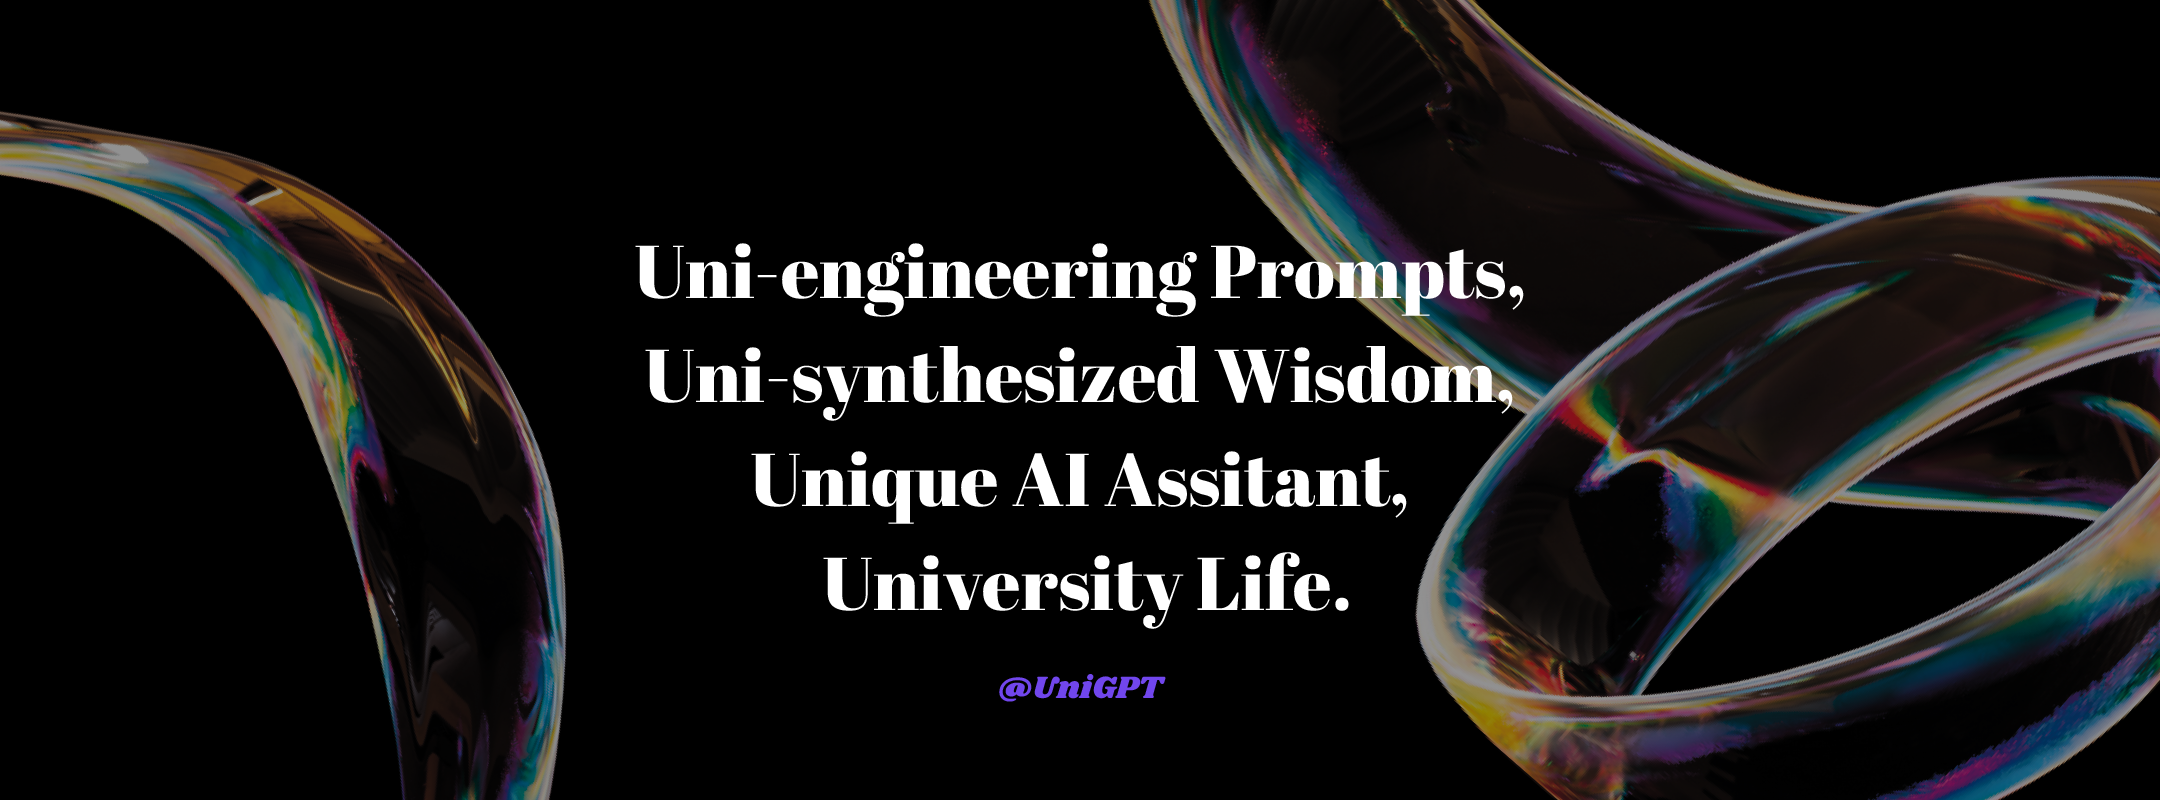 Uni-engineering Prompts,
Uni-synthesized Wisdom,
Unique AI Assitant,
University Life.
@UniGPT